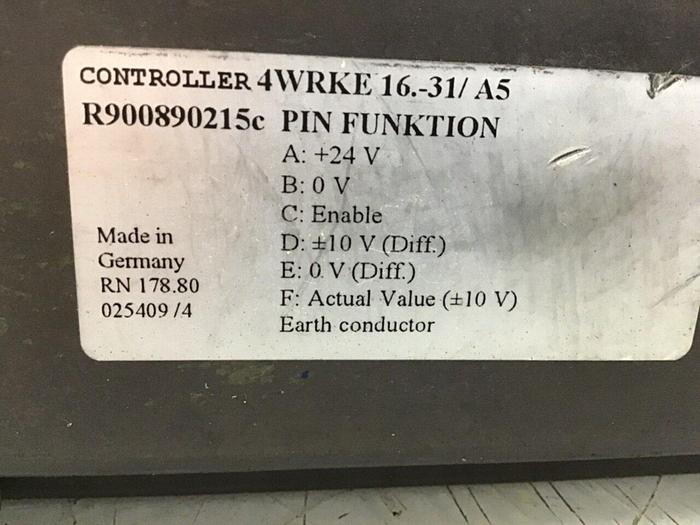 CONTROLLER 4WRKE 16.-31/ A5
R900890215c PIN FUNKTION
A: +24 V
B: 0 V
C: Enable
D: ±10 V (Diff.)
E: 0 V (Diff.)
F: Actual Value (±10 V)
Earth conductor
Made in
Germany
RN 178.80
025409 /4